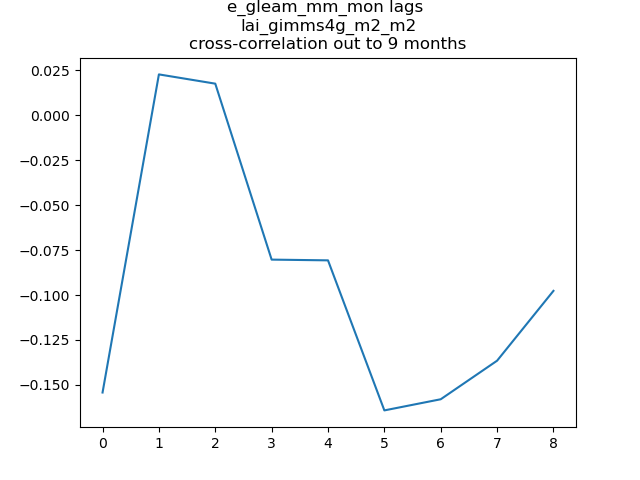 e_gleam_mm_mon lags
lai_gimms4g_m2_m2
cross-correlation out to 9 months
0.025
0.000
−0.025
−0.050
−0.075
−0.100
−0.125
−0.150
0 1 2 3 4 5 6 7 8